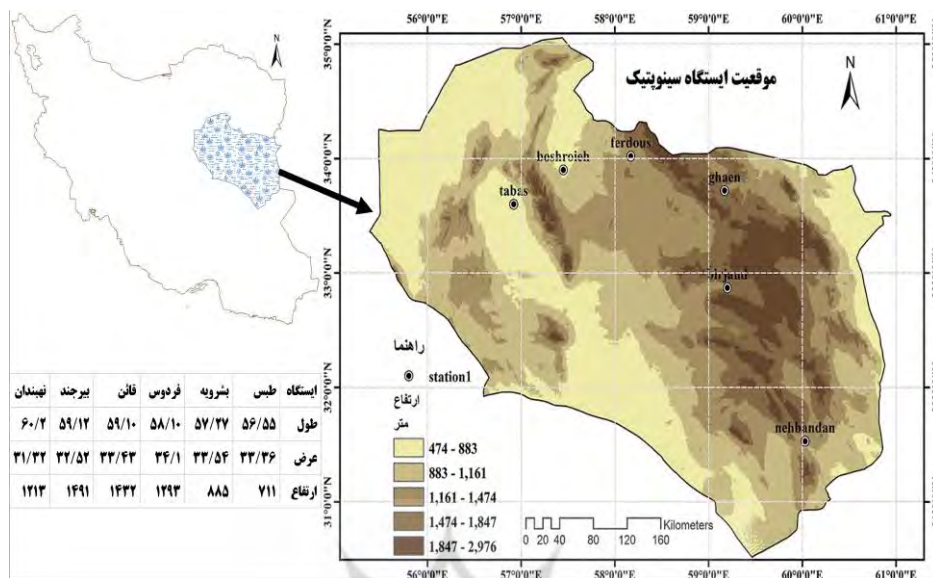 56°0'0"E 57°0'0"E 58°0'0"E 59°0'0"E 60°0'0"E 61°0'0"E
N
موقعیت ایستگاه سینوپتیک
N
35°0'0"N
34°0'0"N
33°0'0"N
32°0'0"N
31°0'0"N
ferdous
boshroieh
ghaen
tabas
birjand
nehbandan
راهنما
station1
ارتفاع
متر
474 - 883
883 - 1,161
1,161 - 1,474
1,474 - 1,847
1,847 - 2,976
Kilometers
0 20 40 80 120 160
56°0'0"E 57°0'0"E 58°0'0"E 59°0'0"E 60°0'0"E 61°0'0"E
ایستگاه طبس بشرویه فردوس قائن بیرجند نهبندان
طول ۵۶/۵۵ ۵۷/۲۷ ۵۸/۱۰ ۵۹/۱۰ ۵۹/۱۲ ۶۰/۲
عرض ۳۳/۳۶ ۳۳/۵۴ ۳۴/۱ ۳۳/۴۳ ۳۲/۵۲ ۳۱/۳۲
ارتفاع ۷۱۱ ۸۸۵ ۱۲۹۳ ۱۴۳۲ ۱۴۹۱ ۱۲۱۳